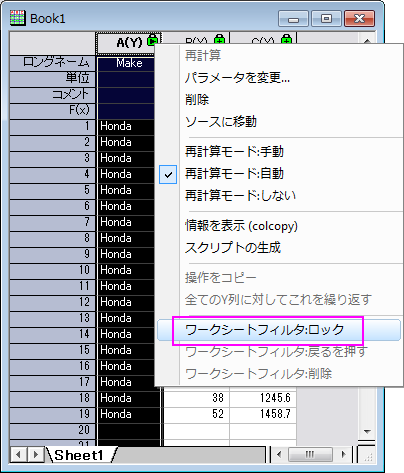 Book1
A(Y) B(Y) C(Y)
ロングネーム Make
単位
コメント
F(x)
1 Honda
2 Honda
3 Honda
4 Honda
5 Honda
6 Honda
7 Honda
8 Honda
9 Honda
10 Honda
11 Honda
12 Honda
13 Honda
14 Honda
15 Honda
16 Honda
17 Honda
18 Honda 38 1245.6
19 Honda 52 1458.7
20
21
Sheet1
再計算
パラメータを変更...
削除
ソースに移動
再計算モード:手動
再計算モード:自動
再計算モード:しない
情報を表示 (colcopy)
スクリプトの生成
操作をコピー
全てのY列に対してこれを繰り返す
ワークシートフィルタ:ロック
ワークシートフィルタ:戻るを押す
ワークシートフィルタ:削除